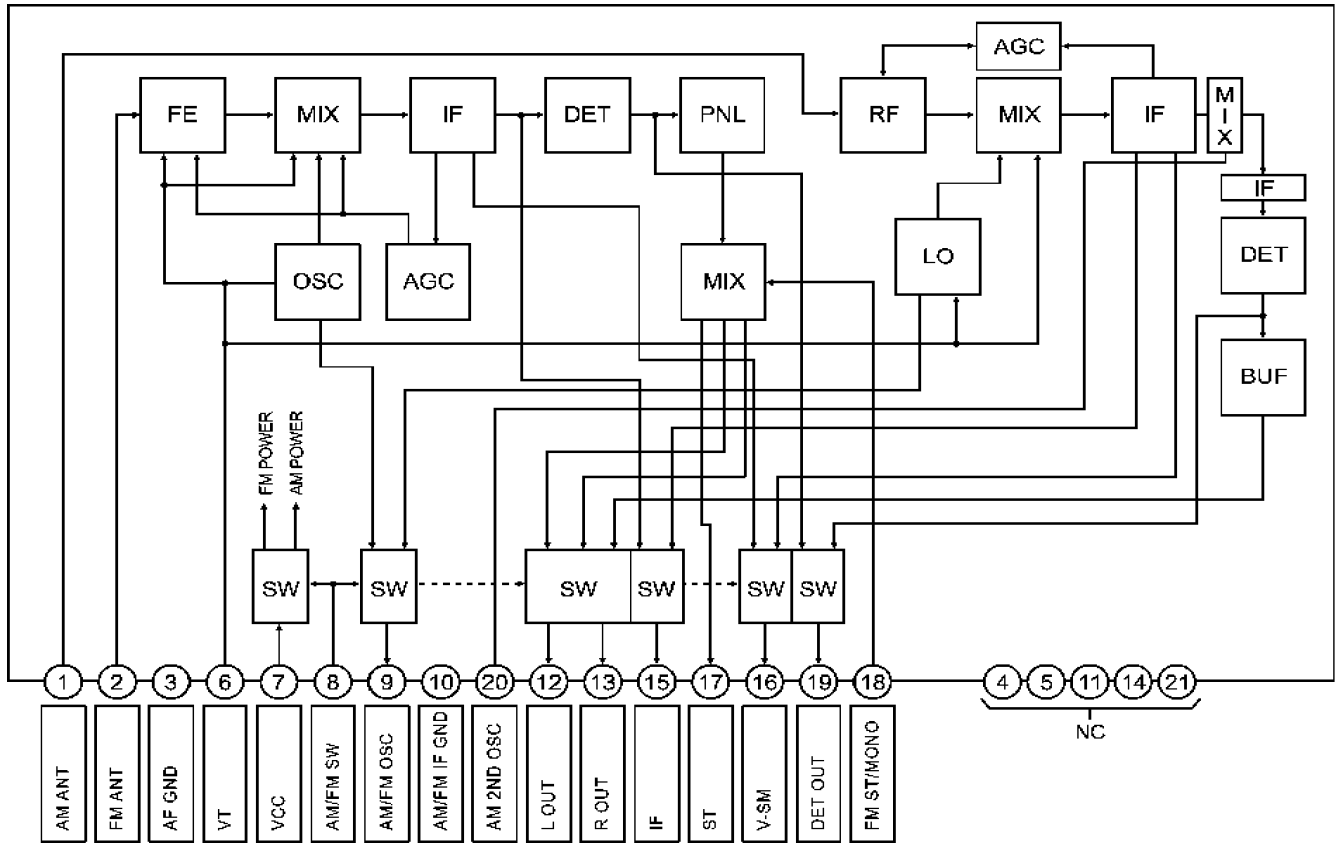 AGC
FE
MIX
IF
DET
PNL
RF
MIX
IF
MIX
IF
OSC
AGC
MIX
LO
DET
BUF
FM POWER
AM POWER
SW
SW
SW
SW
SW
SW
1
2
3
6
7
8
9
10
20
12
13
15
17
16
19
18
4
5
11
14
21
NC
AM ANT
FM ANT
AF GND
VT
VCC
AM/FM SW
AM/FM OSC
AM/FM IF GND
AM 2ND OSC
L OUT
R OUT
IF
ST
V-SM
DET OUT
FM ST/MONO